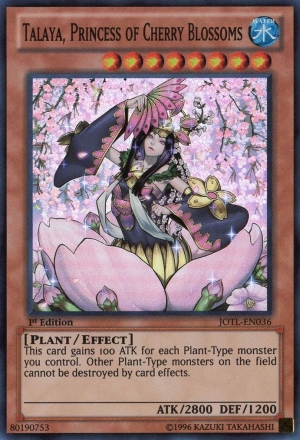 TALAYA, PRINCESS OF CHERRY BLOSSOMS
WATER
水
1st Edition
JOTL-EN036
[PLANT / EFFECT]
This card gains 100 ATK for each Plant-Type monster
you control. Other Plant-Type monsters on the field
cannot be destroyed by card effects.
ATK/2800 DEF/1200
80190753
©1996 KAZUKI TAKAHASHI